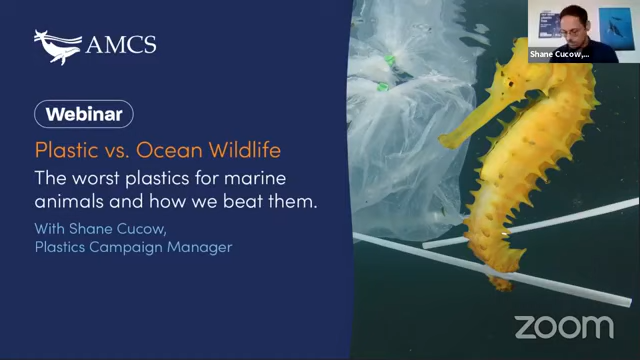 AMCS
Webinar
Plastic vs. Ocean Wildlife
The worst plastics for marine
animals and how we beat them.
With Shane Cucow,
Plastics Campaign Manager
Shane Cucow,...
zoom